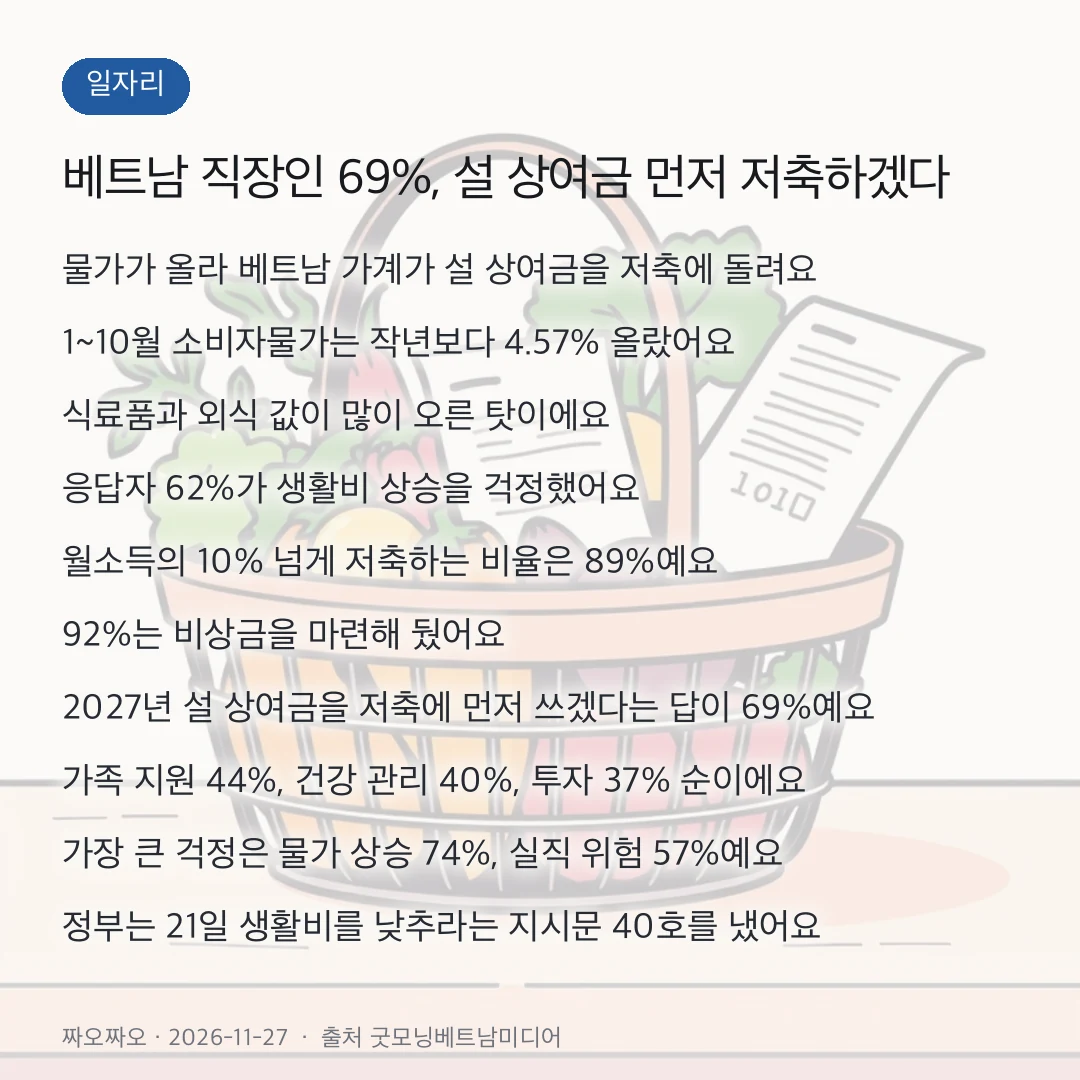 일자리
베트남 직장인 69%, 설 상여금 먼저 저축하겠다
물가가 올라 베트남 가계가 설 상여금을 저축에 돌려요
1~10월 소비자물가는 작년보다 4.57% 올랐어요
식료품과 외식 값이 많이 오른 탓이에요
응답자 62%가 생활비 상승을 걱정했어요
월소득의 10% 넘게 저축하는 비율은 89%예요
92%는 비상금을 마련해 뒀어요
2027년 설 상여금을 저축에 먼저 쓰겠다는 답이 69%예요
가족 지원 44%, 건강 관리 40%, 투자 37% 순이에요
가장 큰 걱정은 물가 상승 74%, 실직 위험 57%예요
정부는 21일 생활비를 낮추라는 지시문 40호를 냈어요
짜오짜오 · 2026-11-27 · 출처 굿모닝베트남미디어